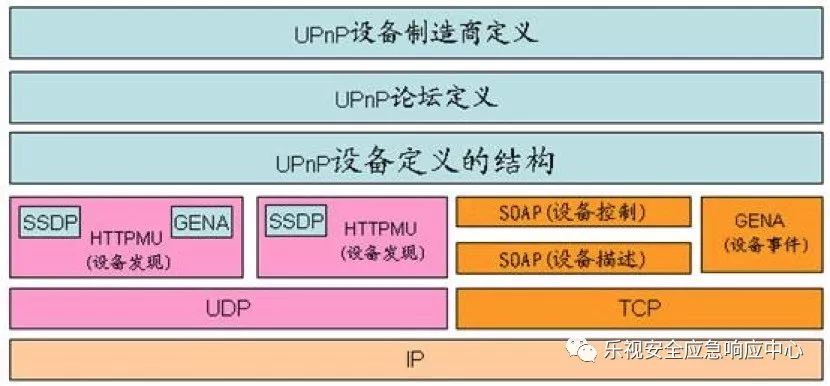 UPnP设备制造商定义
UPnP论坛定义
UPnP设备定义的结构
SSDP
GENA
HTTPMU
(设备发现)
SSDP
HTTPMU
(设备发现)
SOAP(设备控制)
SOAP(设备描述)
GENA
(设备事件)
UDP
TCP
IP
乐视安全应急响应中心